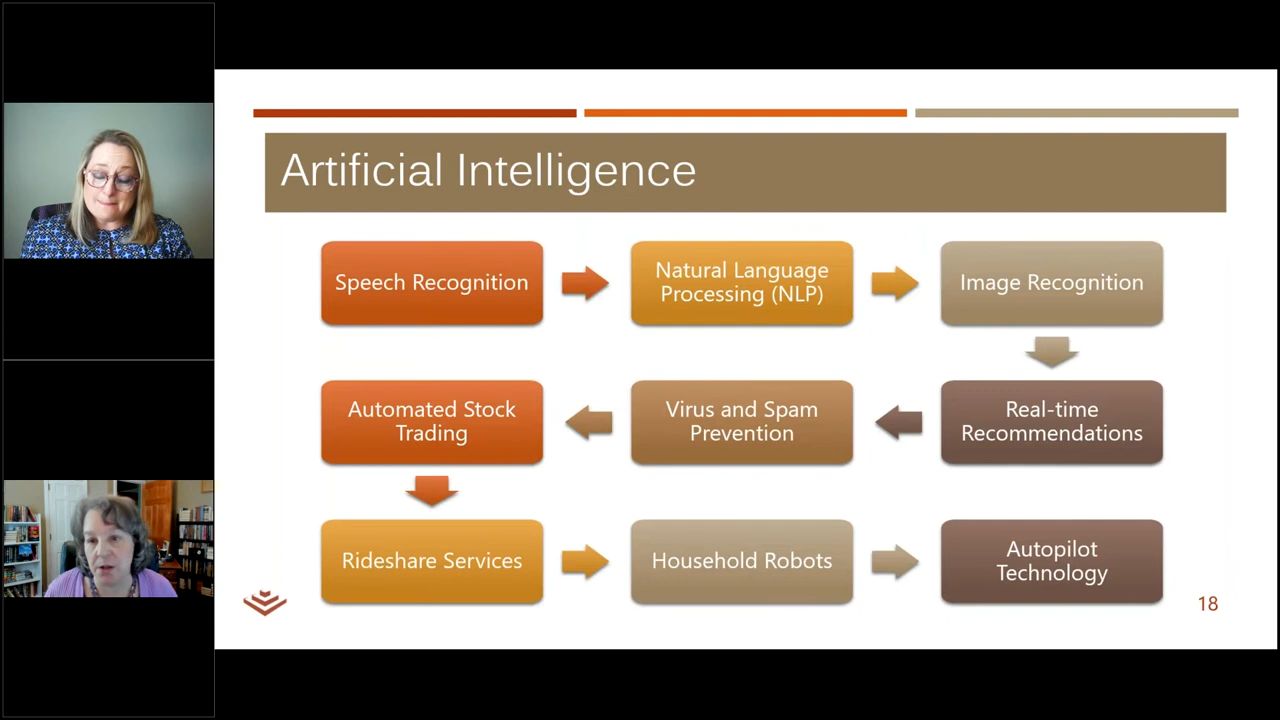 Artificial Intelligence
Speech Recognition
Natural Language
Processing (NLP)
Image Recognition
Real-time
Recommendations
Virus and Spam
Prevention
Automated Stock
Trading
Rideshare Services
Household Robots
Autopilot
Technology
18